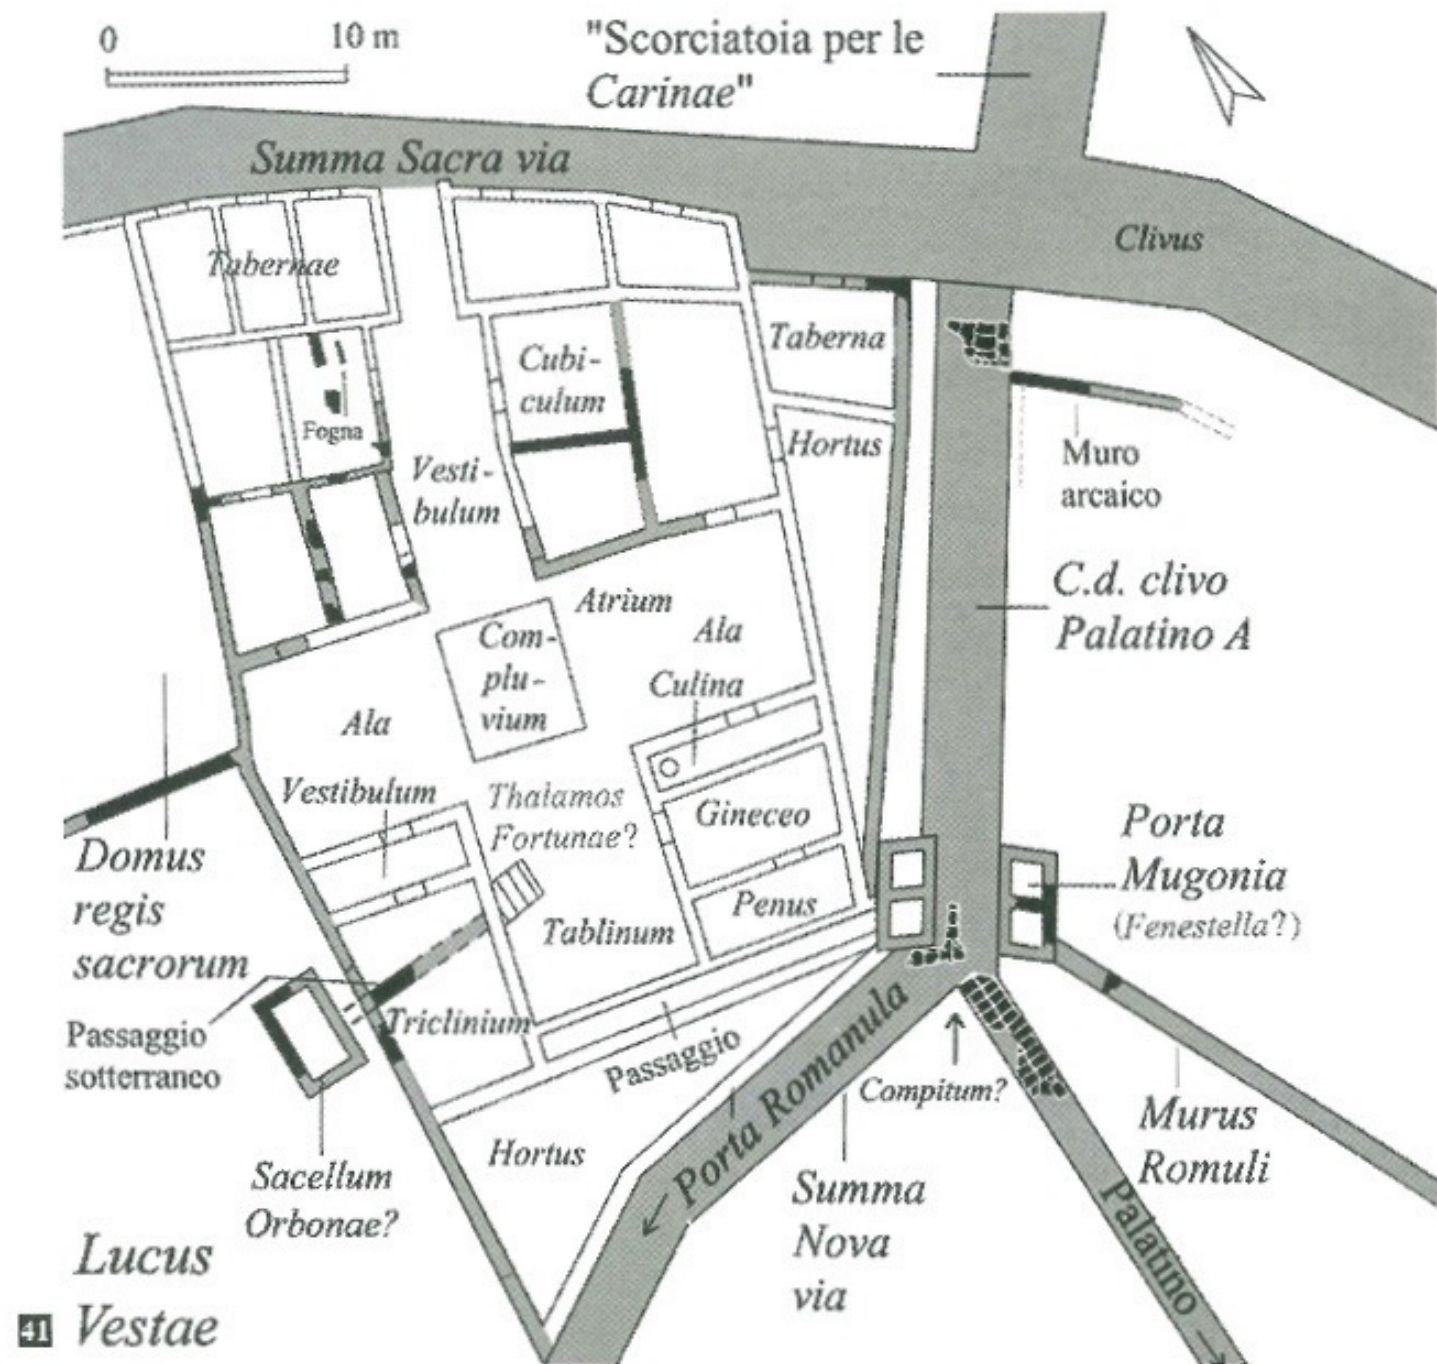 0 10 m
"Scorciatoia per le
Carinae"
Summa Sacra via
Clivus
Tabernae
Taberna
Cubi-
culum
Fogna
Hortus
Muro
arcaico
Vesti-
bulum
C.d. clivo
Palatino A
Atrium
Ala
Com-
plu-
vium
Culina
Ala
Vestibulum
Thalamos
Fortunae?
Gineceo
Porta
Mugonia
(Fenestella?)
Domus
regis
sacrorum
Penus
Tablinum
Passaggio
sotterraneo
Triclinium
Passaggio
Porta Romanula
Compitum?
Murus
Romuli
Hortus
Sacellum
Orbonae?
Summa
Nova
via
Palatino
Lucus
Vestae
41